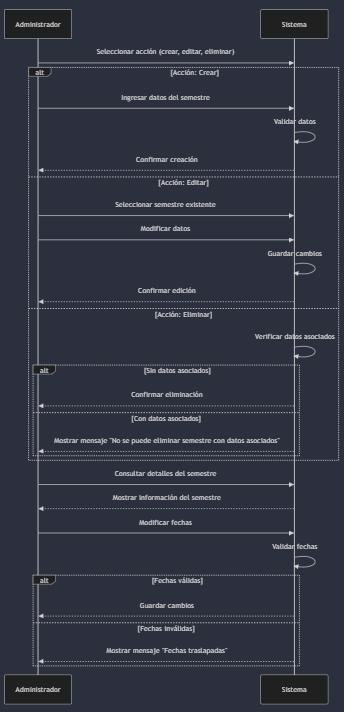 Administrador
Sistema
Seleccionar acción (crear, editar, eliminar)
alt
[Acción: Crear]
Ingresar datos del semestre
Validar datos
Confirmar creación
[Acción: Editar]
Seleccionar semestre existente
Modificar datos
Guardar cambios
Confirmar edición
[Acción: Eliminar]
Verificar datos asociados
alt
[Sin datos asociados]
Confirmar eliminación
[Con datos asociados]
Mostrar mensaje "No se puede eliminar semestre con datos asociados"
Consultar detalles del semestre
Mostrar información del semestre
Modificar fechas
Validar fechas
alt
[Fechas válidas]
Guardar cambios
[Fechas inválidas]
Mostrar mensaje "Fechas traslapadas"
Administrador
Sistema